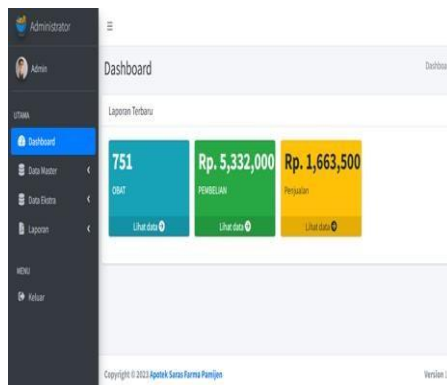 Administrator
Admin
Dashboard
Dashboa
UTAMA
Dashboard
Data Master
Data Ekstra
Laporan
MENU
Keluar
Laporan Terbaru
751
OBAT
Lihat data
Rp. 5,332,000
PEMBELIAN
Lihat data
Rp. 1,663,500
Penjualan
Lihat data
Copyright © 2023 Apotek Saras Farma Pamijen
Version